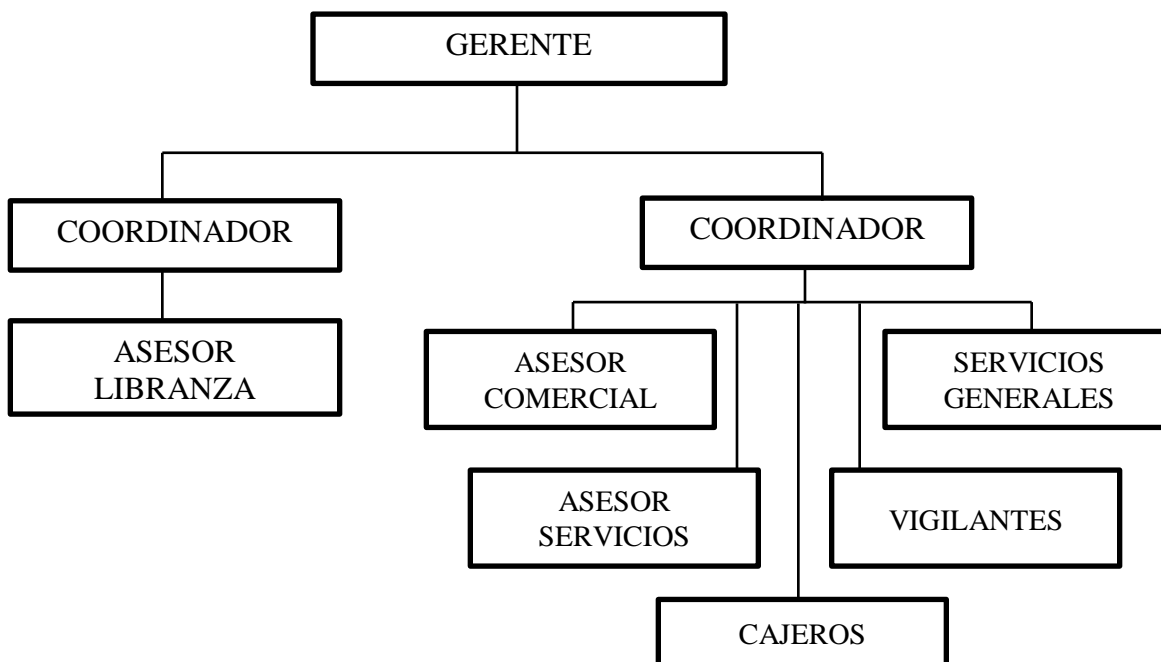 GERENTE
COORDINADOR
COORDINADOR
ASESOR
LIBRANZA
ASESOR
COMERCIAL
SERVICIOS
GENERALES
ASESOR
SERVICIOS
VIGILANTES
CAJEROS